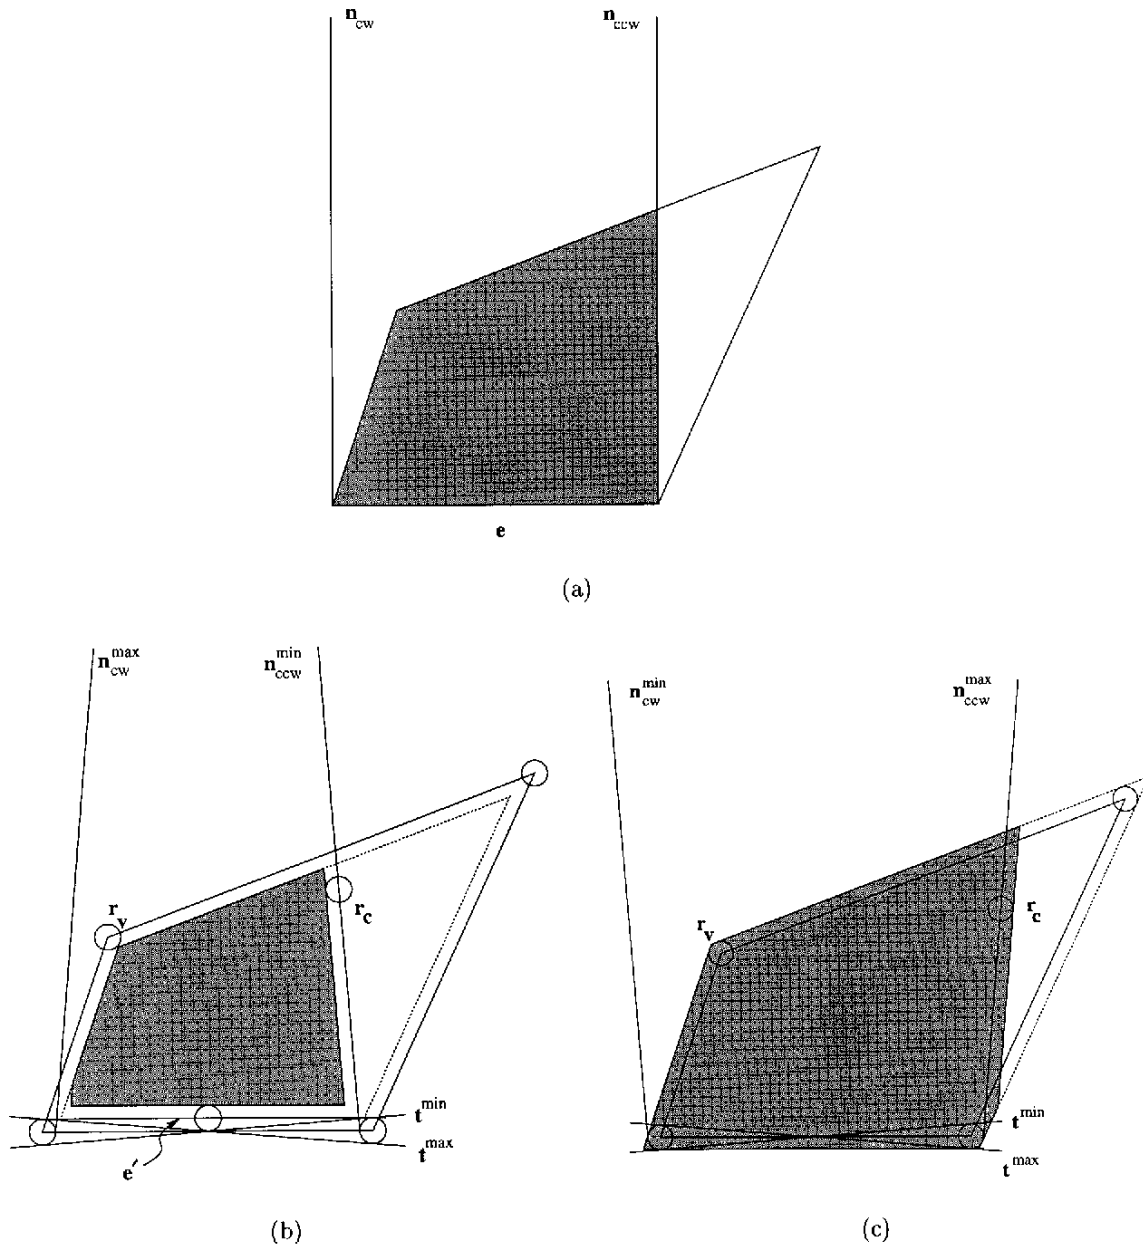 n_cw
n_ccw
e
(a)
n_cw^max
n_ccw^min
r_v
r_c
t^min
t^max
e′
(b)
n_cw^min
n_ccw^max
r_v
r_c
t^min
t^max
(c)